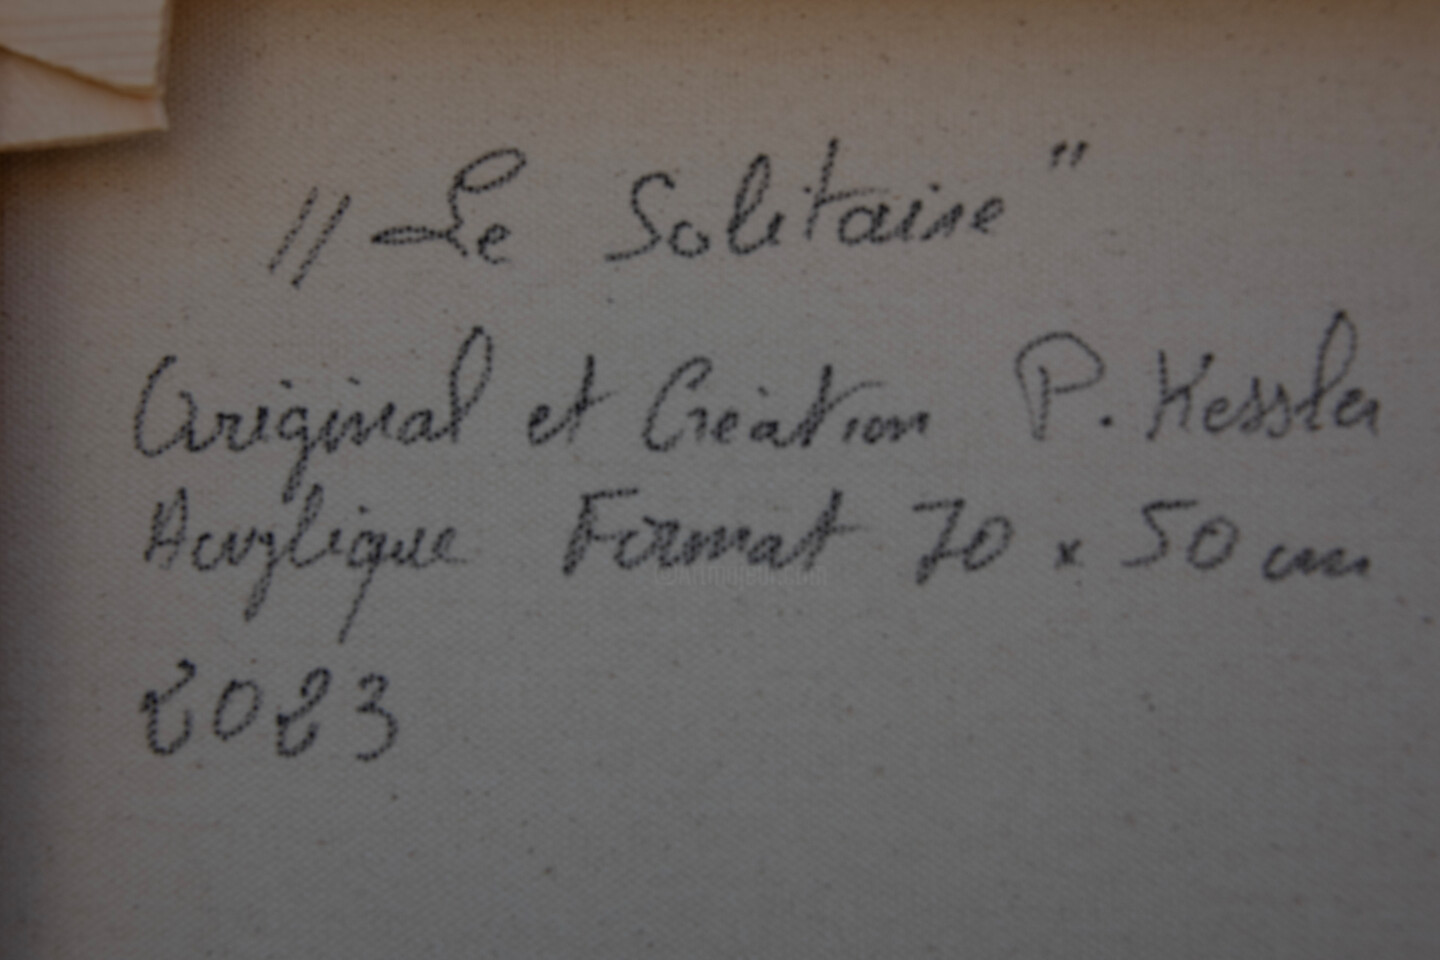 "Le Solitaire"
Original et Création P. Kessler
Acrylique Format 70 x 50 cm
2023